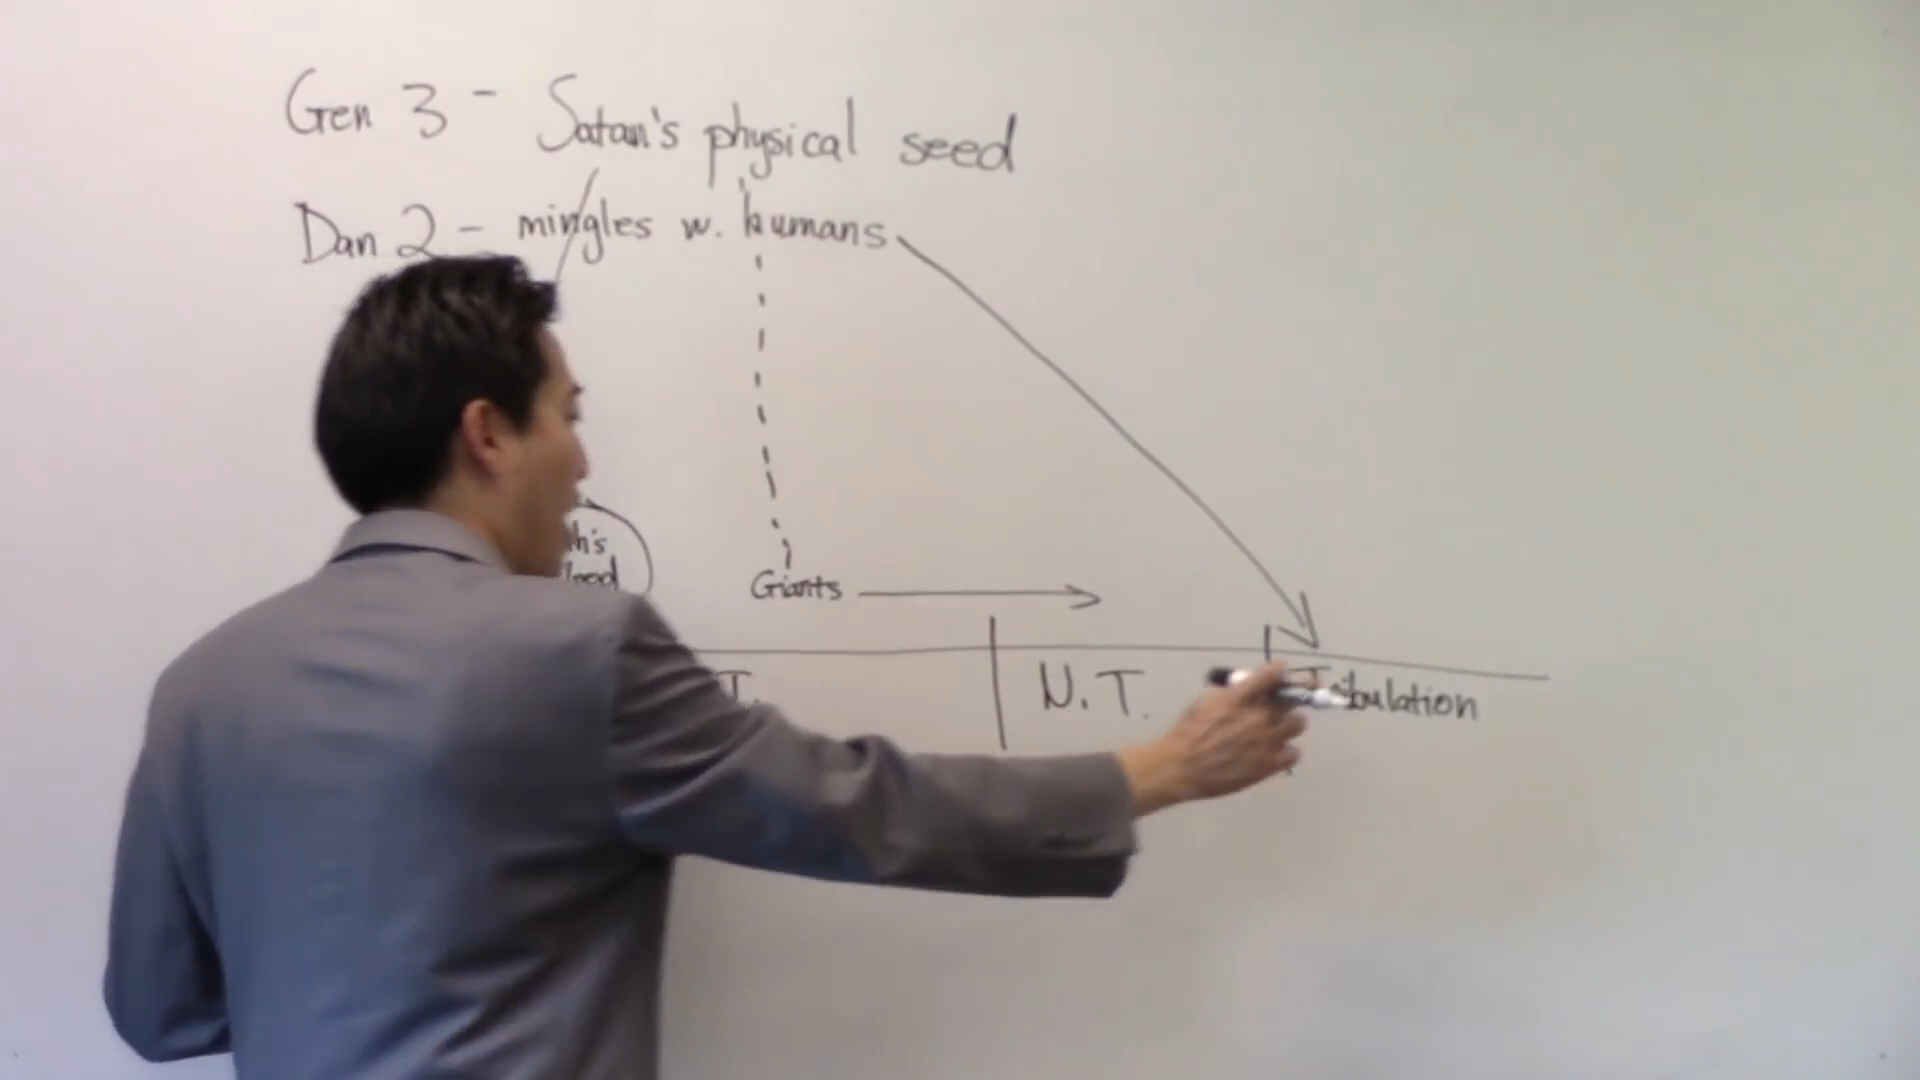 Gen 3 - Satan's physical seed
Dan 2 - mingles w. humans
Giants
N.T. Tribulation